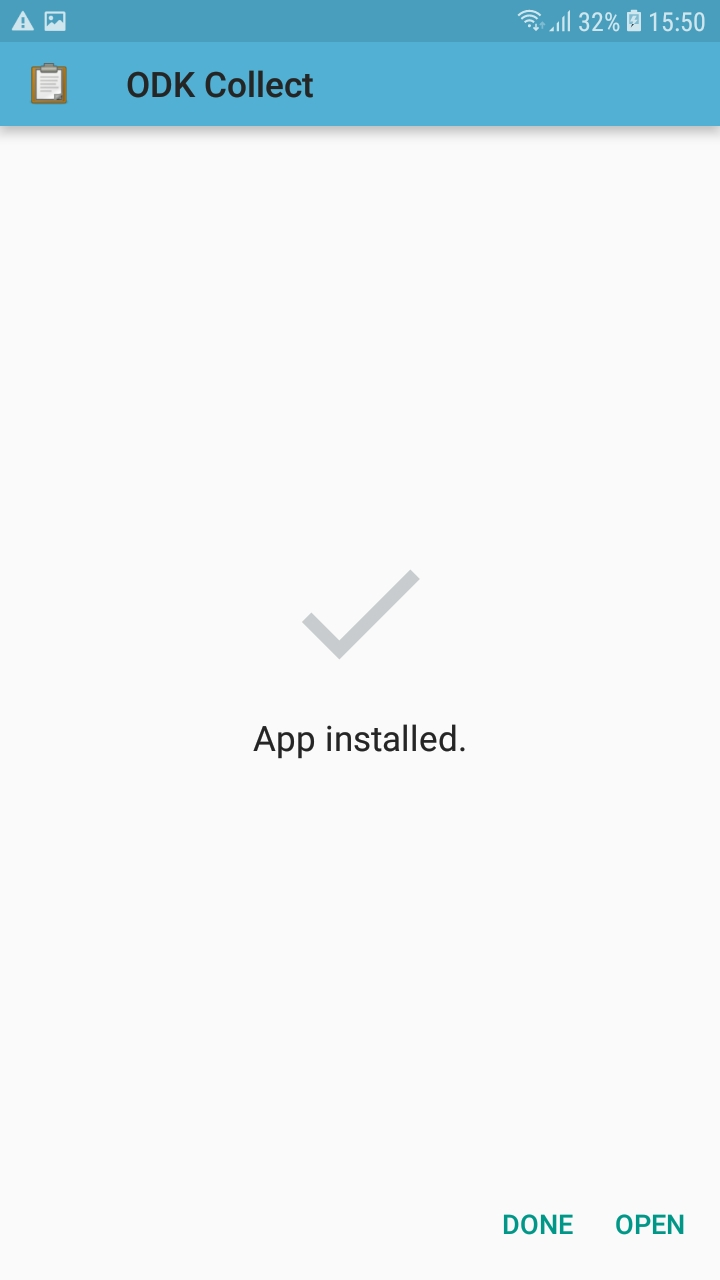 32% 15:50
ODK Collect
App installed.
DONE OPEN